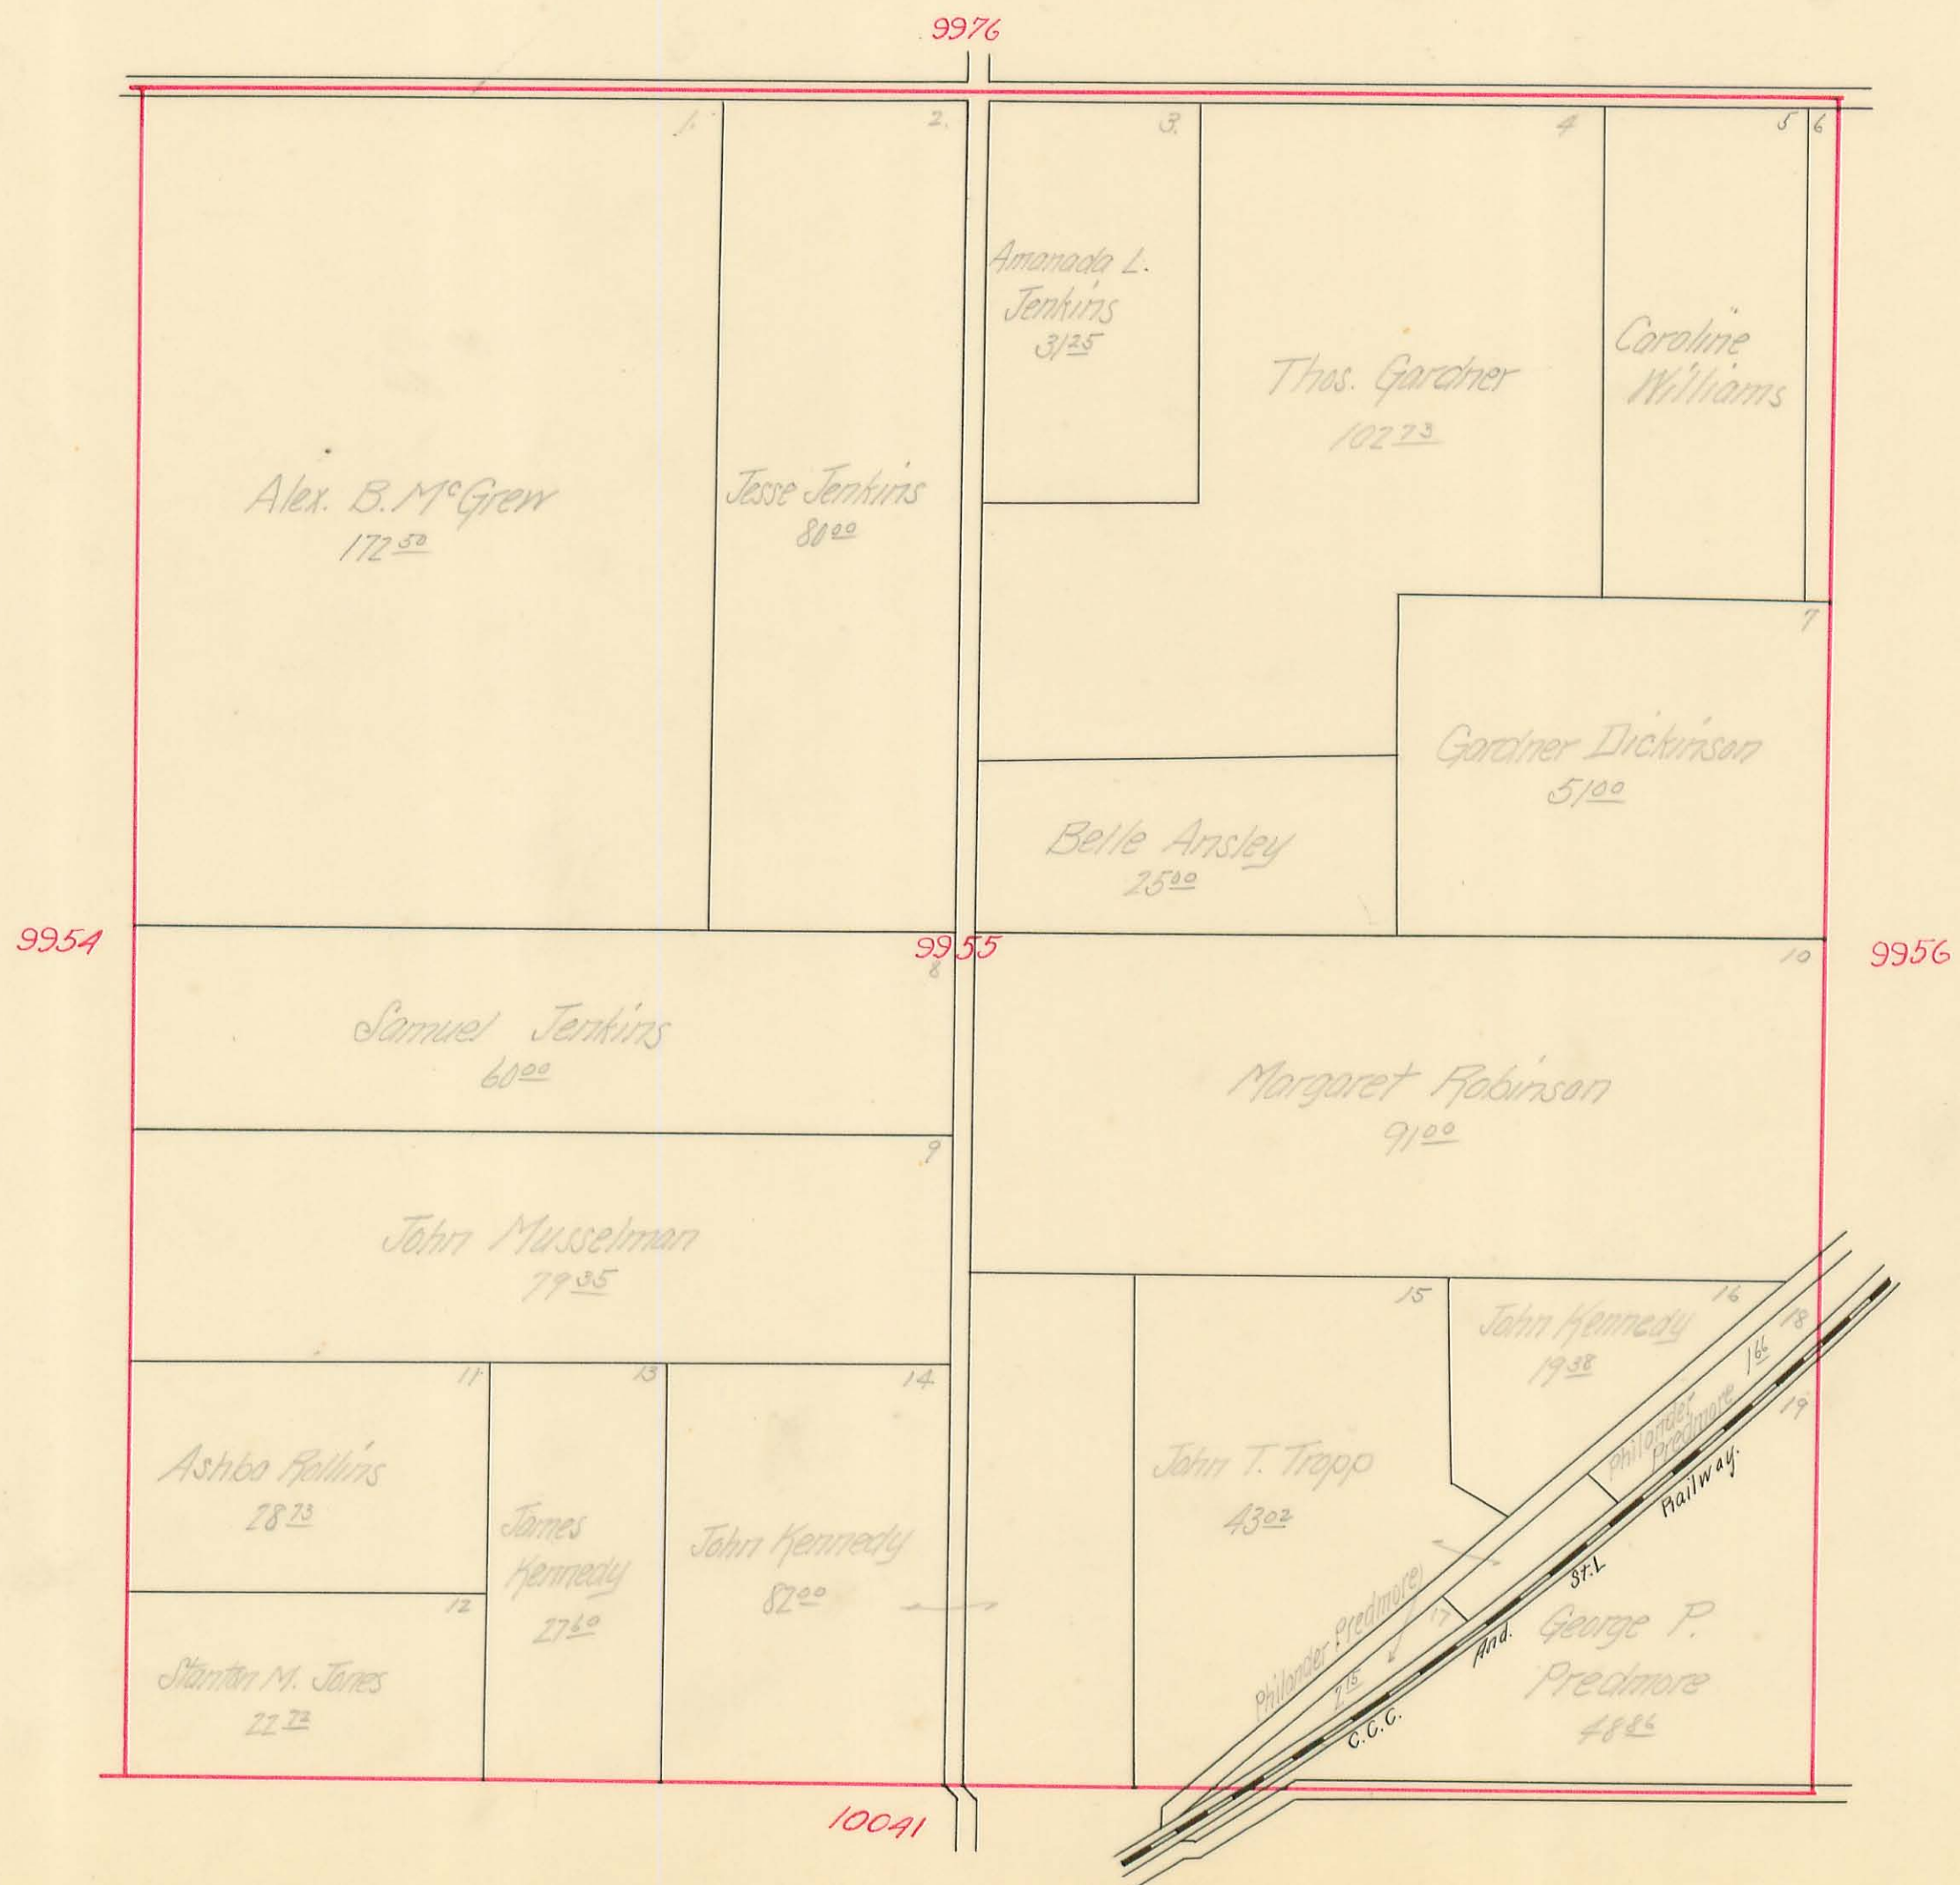 9976
1.
2.
3.
4
5
6
Amanada L.
Jenkins
31 25
Thos. Gardner
102 73
Caroline
Williams
Alex. B. McGrew
172 50
Jesse Jenkins
80 00
7
Gardner Dickinson
51 00
Belle Ansley
25 00
9954
9955
9956
8
10
Samuel Jenkins
60 00
Margaret Robinson
91 00
9
John Musselman
79 35
11
13
14
15
16
18
19
John Kennedy
19 38
1 66
Philander
Predmore
Ashba Rollins
28 73
James
Kennedy
27 60
John Kennedy
82 00
John T. Trapp
43 02
12
Stanton M. Jones
22 72
Philander Predmore
17
2 15
C.C.C. And. St.L Railway.
George P.
Predmore
48 86
10041